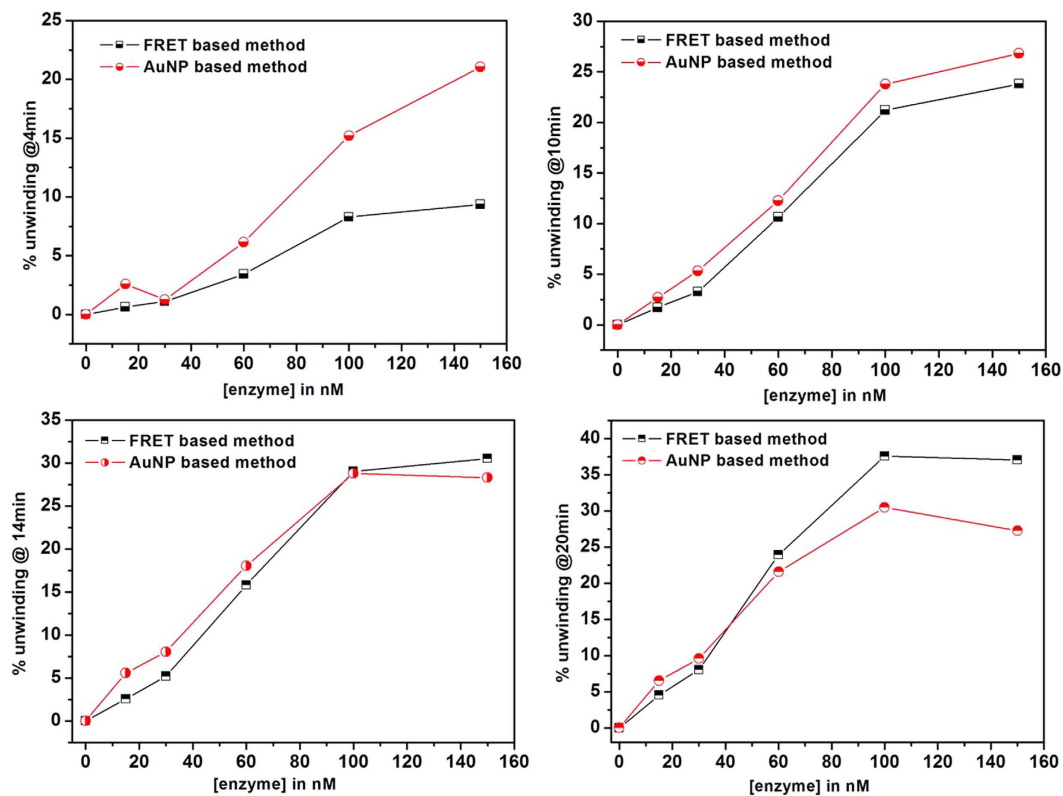 25
20
15
10
5
0
% unwinding @4min
FRET based method
AuNP based method
0 20 40 60 80 100 120 140 160
[enzyme] in nM
30
25
20
15
10
5
0
% unwinding @10min
FRET based method
AuNP based method
0 20 40 60 80 100 120 140 160
[enzyme] in nM
35
30
25
20
15
10
5
0
% unwinding @ 14min
FRET based method
AuNP based method
0 20 40 60 80 100 120 140 160
[enzyme] in nM
40
35
30
25
20
15
10
5
0
% unwinding @20min
FRET based method
AuNP based method
0 20 40 60 80 100 120 140 160
[enzyme] in nM